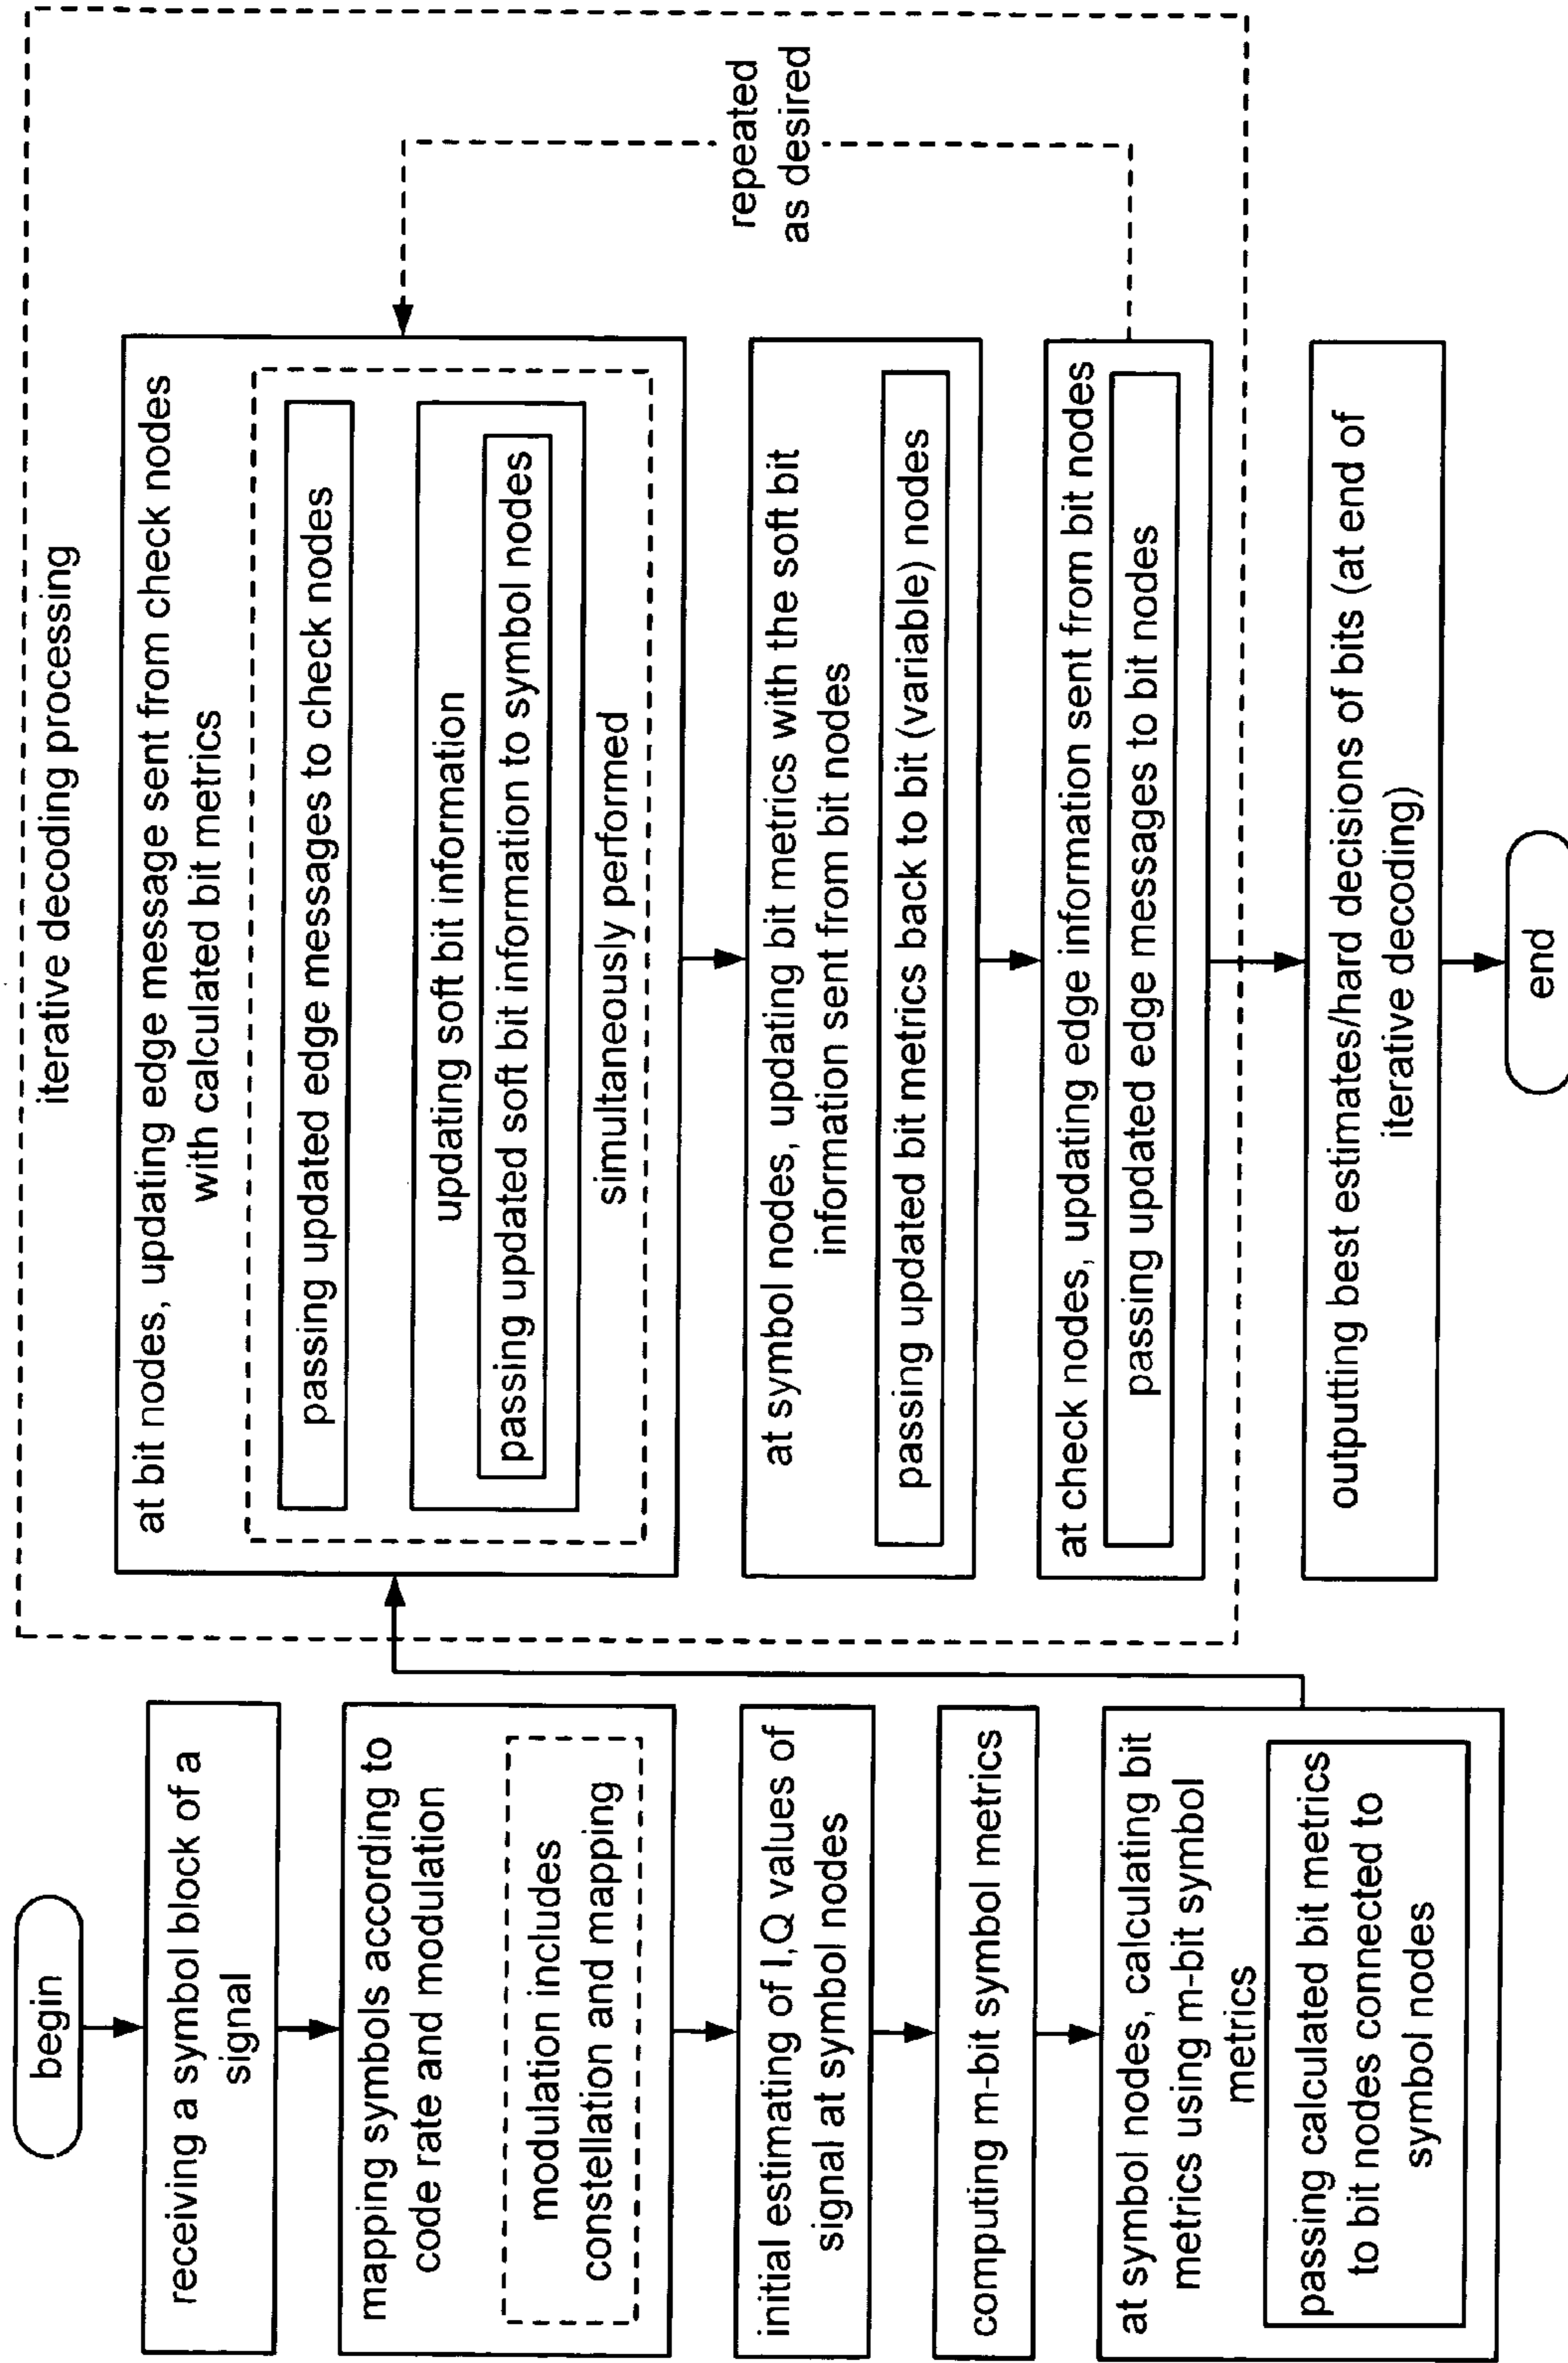 begin
receiving a symbol block of a
signal
mapping symbols according to
code rate and modulation
modulation includes
constellation and mapping
initial estimating of I,Q values of
signal at symbol nodes
computing m-bit symbol metrics
at symbol nodes, calculating bit
metrics using m-bit symbol
metrics
passing calculated bit metrics
to bit nodes connected to
symbol nodes
iterative decoding processing
at bit nodes, updating edge message sent from check nodes
with calculated bit metrics
passing updated edge messages to check nodes
updating soft bit information
passing updated soft bit information to symbol nodes
simultaneously performed
at symbol nodes, updating bit metrics with the soft bit
information sent from bit nodes
passing updated bit metrics back to bit (variable) nodes
at check nodes, updating edge information sent from bit nodes
passing updated edge messages to bit nodes
repeated
as desired
outputting best estimates/hard decisions of bits (at end of
iterative decoding)
end